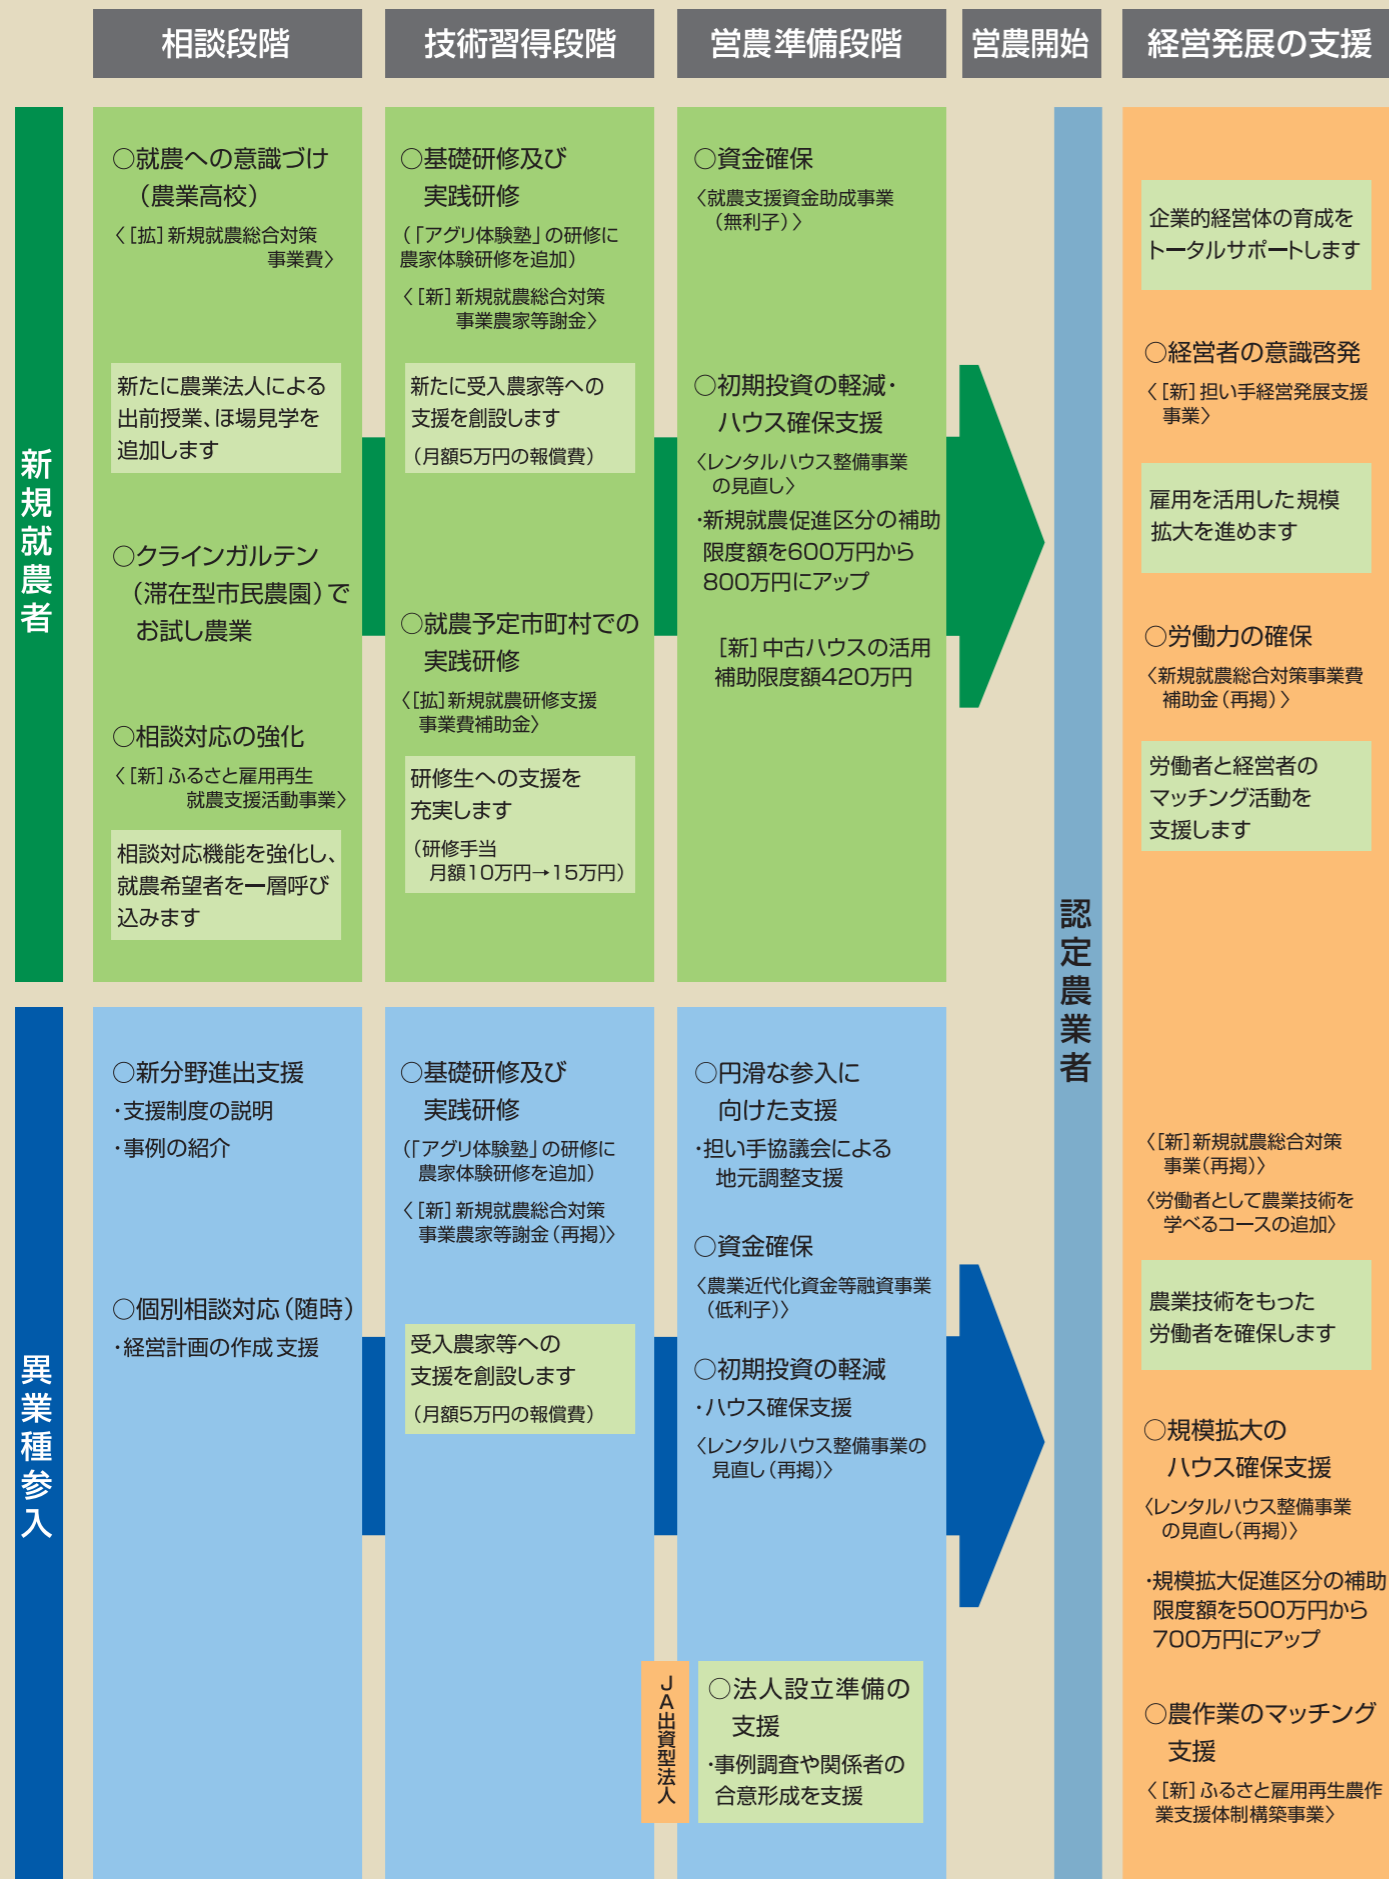 相談段階
技術習得段階
営農準備段階
営農開始
経営発展の支援
新規就農者
○就農への意識づけ
（農業高校）
〈［拡］新規就農総合対策
事業費〉
新たに農業法人による
出前授業、ほ場見学を
追加します
○クラインガルテン
（滞在型市民農園）で
お試し農業
○相談対応の強化
〈［新］ふるさと雇用再生
就農支援活動事業〉
相談対応機能を強化し、
就農希望者を一層呼び
込みます
○基礎研修及び
実践研修
（「アグリ体験塾」の研修に
農家体験研修を追加）
〈［新］新規就農総合対策
事業農家等謝金〉
新たに受入農家等への
支援を創設します
（月額5万円の報償費）
○就農予定市町村での
実践研修
〈［拡］新規就農研修支援
事業費補助金〉
研修生への支援を
充実します
（研修手当
月額10万円→15万円）
○資金確保
〈就農支援資金助成事業
（無利子）〉
○初期投資の軽減・
ハウス確保支援
〈レンタルハウス整備事業
の見直し〉
・新規就農促進区分の補助
限度額を600万円から
800万円にアップ
［新］中古ハウスの活用
補助限度額420万円
異業種参入
○新分野進出支援
・支援制度の説明
・事例の紹介
○個別相談対応（随時）
・経営計画の作成支援
○基礎研修及び
実践研修
（「アグリ体験塾」の研修に
農家体験研修を追加）
〈［新］新規就農総合対策
事業農家等謝金（再掲）〉
受入農家等への
支援を創設します
（月額5万円の報償費）
○円滑な参入に
向けた支援
・担い手協議会による
地元調整支援
○資金確保
〈農業近代化資金等融資事業
（低利子）〉
○初期投資の軽減
・ハウス確保支援
〈レンタルハウス整備事業の
見直し（再掲）〉
ＪＡ出資型法人
○法人設立準備の
支援
・事例調査や関係者の
合意形成を支援
認定農業者
企業的経営体の育成を
トータルサポートします
○経営者の意識啓発
〈［新］担い手経営発展支援
事業〉
雇用を活用した規模
拡大を進めます
○労働力の確保
〈新規就農総合対策事業費
補助金（再掲）〉
労働者と経営者の
マッチング活動を
支援します
〈［新］新規就農総合対策
事業（再掲）〉
〈労働者として農業技術を
学べるコースの追加〉
農業技術をもった
労働者を確保します
○規模拡大の
ハウス確保支援
〈レンタルハウス整備事業
の見直し（再掲）〉
・規模拡大促進区分の補助
限度額を500万円から
700万円にアップ
○農作業のマッチング
支援
〈［新］ふるさと雇用再生農作
業支援体制構築事業〉